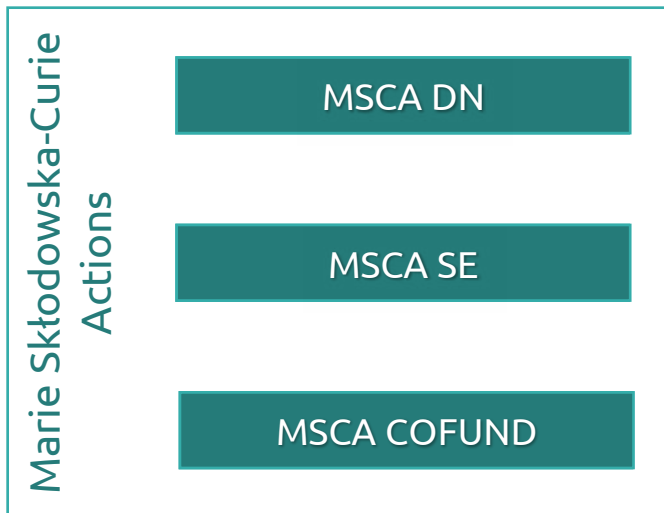 Marie Skłodowska-Curie
Actions
MSCA DN
MSCA SE
MSCA COFUND